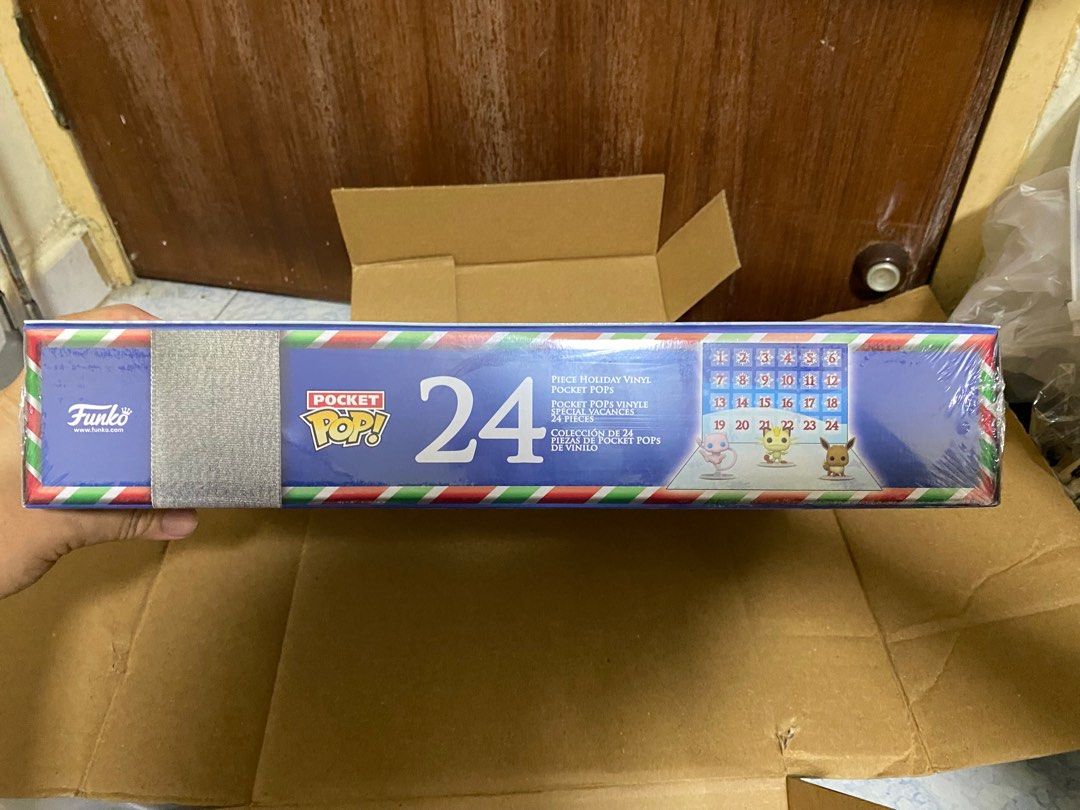 Funko
www.funko.com
POCKET
POP!
24
PIECE HOLIDAY VINYL
POCKET POPS
POCKET POPS VINYLE
SPECIAL VACANCES
24 PIECES
COLECCIÓN DE 24
PIEZAS DE POCKET POPS
DE VINILO
1 2 3 4 5 6
7 8 9 10 11 12
13 14 15 16 17 18
19 20 21 22 23 24